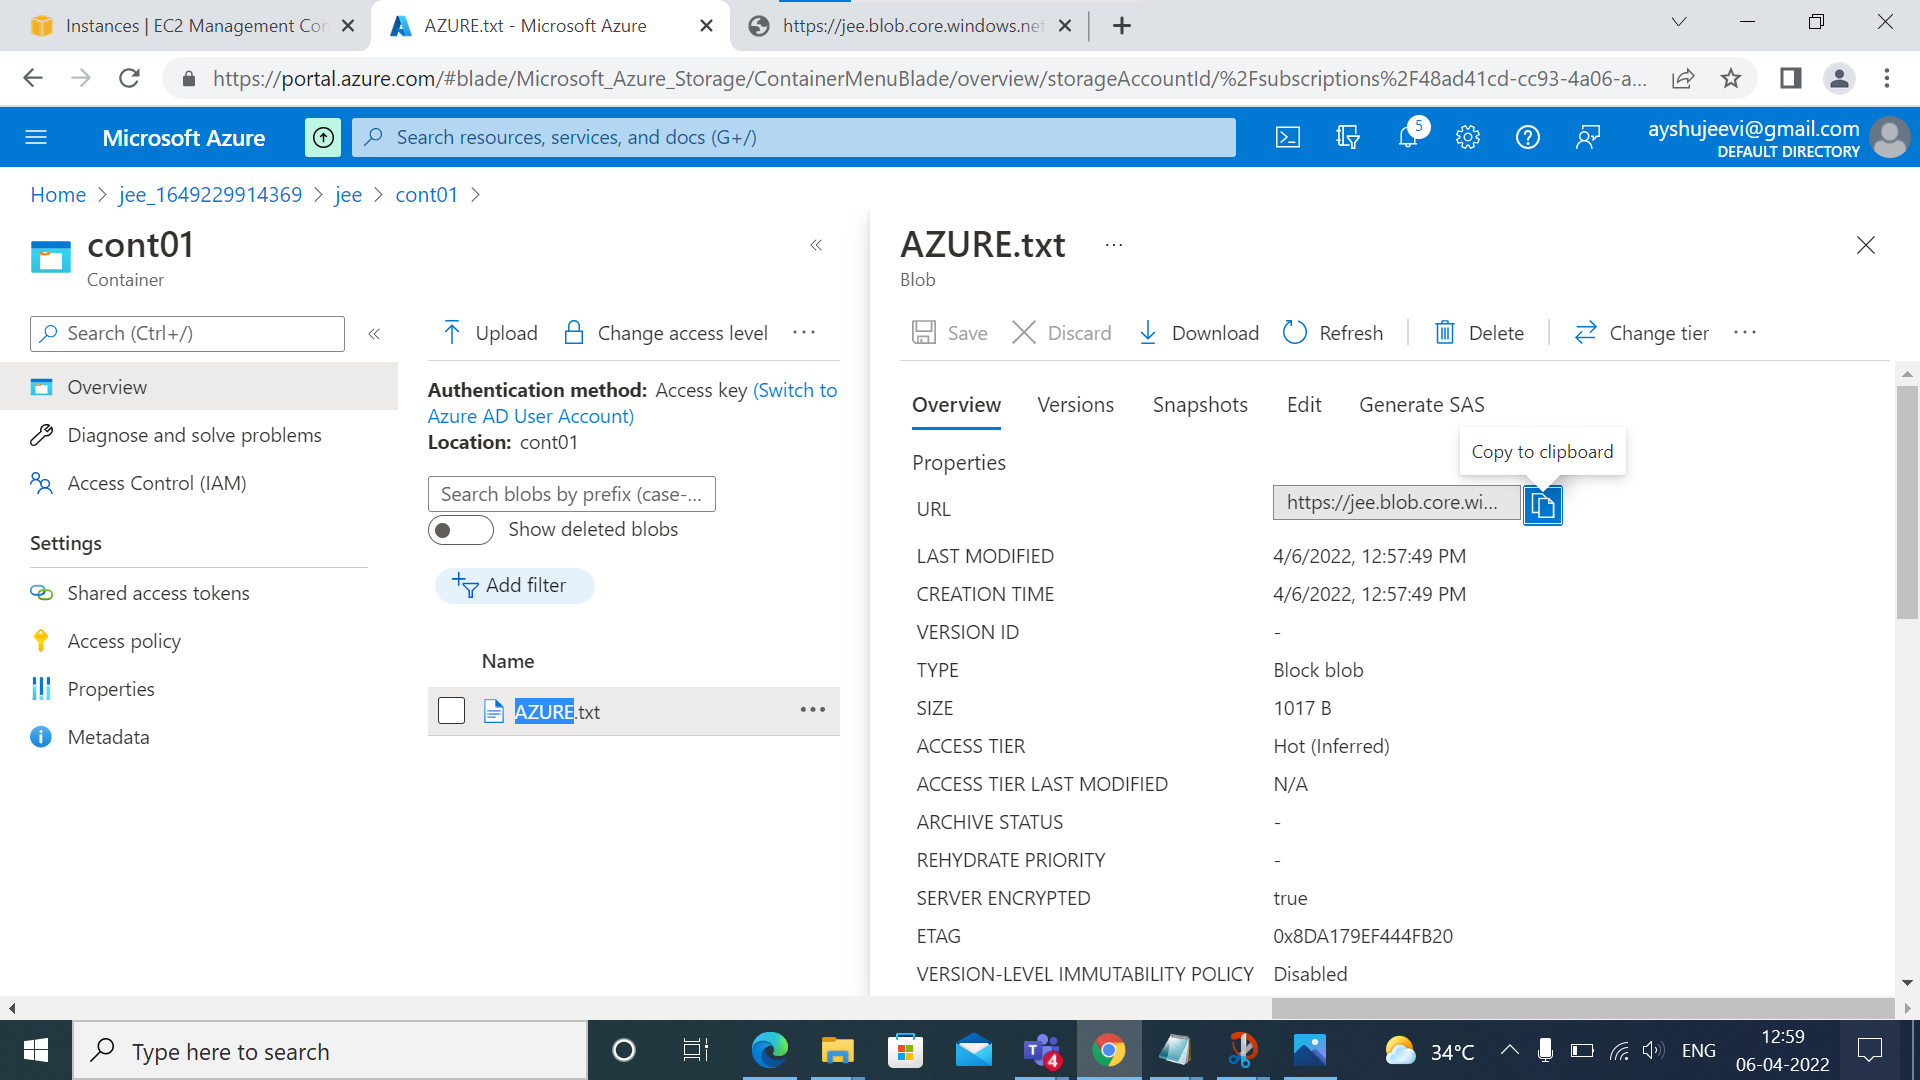 Instances | EC2 Management Con
AZURE.txt - Microsoft Azure
https://jee.blob.core.windows.net
https://portal.azure.com/#blade/Microsoft_Azure_Storage/ContainerMenuBlade/overview/storageAccountId/%2Fsubscriptions%2F48ad41cd-cc93-4a06-a...
Microsoft Azure
Search resources, services, and docs (G+/)
5
ayshujeevi@gmail.com
DEFAULT DIRECTORY
Home > jee_1649229914369 > jee > cont01 >
cont01
Container
Search (Ctrl+/)
Overview
Diagnose and solve problems
Access Control (IAM)
Settings
Shared access tokens
Access policy
Properties
Metadata
Upload
Change access level
Authentication method: Access key (Switch to
Azure AD User Account)
Location: cont01
Search blobs by prefix (case-...
Show deleted blobs
Add filter
Name
AZURE.txt
AZURE.txt
Blob
Save
Discard
Download
Refresh
Delete
Change tier
Overview
Versions
Snapshots
Edit
Generate SAS
Copy to clipboard
Properties
URL https://jee.blob.core.wi...
LAST MODIFIED 4/6/2022, 12:57:49 PM
CREATION TIME 4/6/2022, 12:57:49 PM
VERSION ID -
TYPE Block blob
SIZE 1017 B
ACCESS TIER Hot (Inferred)
ACCESS TIER LAST MODIFIED N/A
ARCHIVE STATUS -
REHYDRATE PRIORITY -
SERVER ENCRYPTED true
ETAG 0x8DA179EF444FB20
VERSION-LEVEL IMMUTABILITY POLICY Disabled
Type here to search
4
34°C
ENG
12:59
06-04-2022